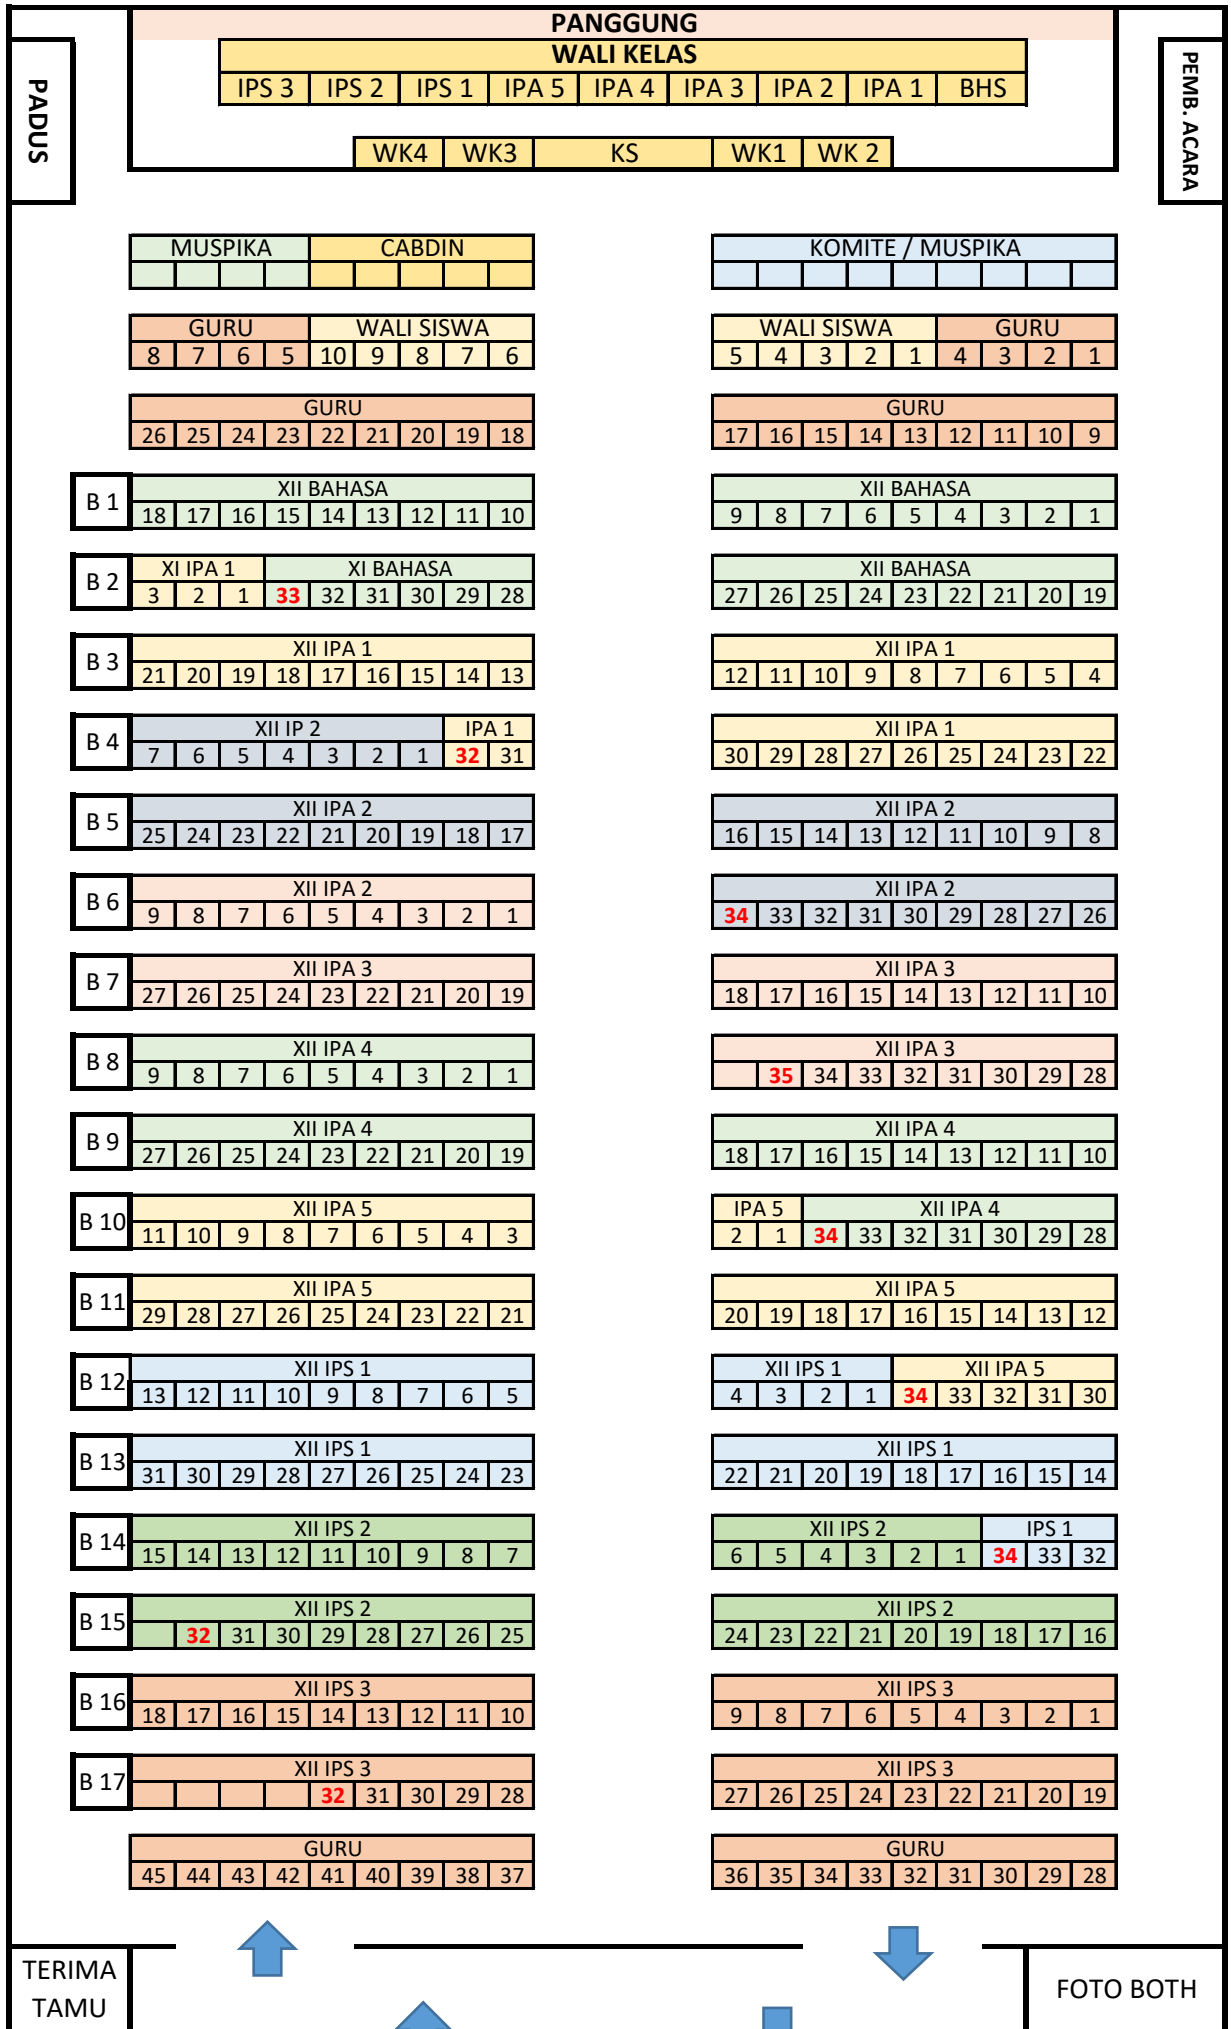 PANGGUNG
WALI KELAS
IPS 3 IPS 2 IPS 1 IPA 5 IPA 4 IPA 3 IPA 2 IPA 1 BHS
PADUS
PEMB. ACARA
WK4 WK3 KS WK1 WK 2
MUSPIKA CABDIN KOMITE / MUSPIKA
GURU WALI SISWA WALI SISWA GURU
8 7 6 5 10 9 8 7 6 5 4 3 2 1 4 3 2 1
GURU GURU
26 25 24 23 22 21 20 19 18 17 16 15 14 13 12 11 10 9
B 1 XII BAHASA XII BAHASA
18 17 16 15 14 13 12 11 10 9 8 7 6 5 4 3 2 1
B 2 XI IPA 1 XI BAHASA XII BAHASA
3 2 1 33 32 31 30 29 28 27 26 25 24 23 22 21 20 19
B 3 XII IPA 1 XII IPA 1
21 20 19 18 17 16 15 14 13 12 11 10 9 8 7 6 5 4
B 4 XII IP 2 IPA 1 XII IPA 1
7 6 5 4 3 2 1 32 31 30 29 28 27 26 25 24 23 22
B 5 XII IPA 2 XII IPA 2
25 24 23 22 21 20 19 18 17 16 15 14 13 12 11 10 9 8
B 6 XII IPA 2 XII IPA 2
9 8 7 6 5 4 3 2 1 34 33 32 31 30 29 28 27 26
B 7 XII IPA 3 XII IPA 3
27 26 25 24 23 22 21 20 19 18 17 16 15 14 13 12 11 10
B 8 XII IPA 4 XII IPA 3
9 8 7 6 5 4 3 2 1 35 34 33 32 31 30 29 28
B 9 XII IPA 4 XII IPA 4
27 26 25 24 23 22 21 20 19 18 17 16 15 14 13 12 11 10
B 10 XII IPA 5 IPA 5 XII IPA 4
11 10 9 8 7 6 5 4 3 2 1 34 33 32 31 30 29 28
B 11 XII IPA 5 XII IPA 5
29 28 27 26 25 24 23 22 21 20 19 18 17 16 15 14 13 12
B 12 XII IPS 1 XII IPS 1 XII IPA 5
13 12 11 10 9 8 7 6 5 4 3 2 1 34 33 32 31 30
B 13 XII IPS 1 XII IPS 1
31 30 29 28 27 26 25 24 23 22 21 20 19 18 17 16 15 14
B 14 XII IPS 2 XII IPS 2 IPS 1
15 14 13 12 11 10 9 8 7 6 5 4 3 2 1 34 33 32
B 15 XII IPS 2 XII IPS 2
32 31 30 29 28 27 26 25 24 23 22 21 20 19 18 17 16
B 16 XII IPS 3 XII IPS 3
18 17 16 15 14 13 12 11 10 9 8 7 6 5 4 3 2 1
B 17 XII IPS 3 XII IPS 3
32 31 30 29 28 27 26 25 24 23 22 21 20 19
GURU GURU
45 44 43 42 41 40 39 38 37 36 35 34 33 32 31 30 29 28
TERIMA
TAMU
FOTO BOTH